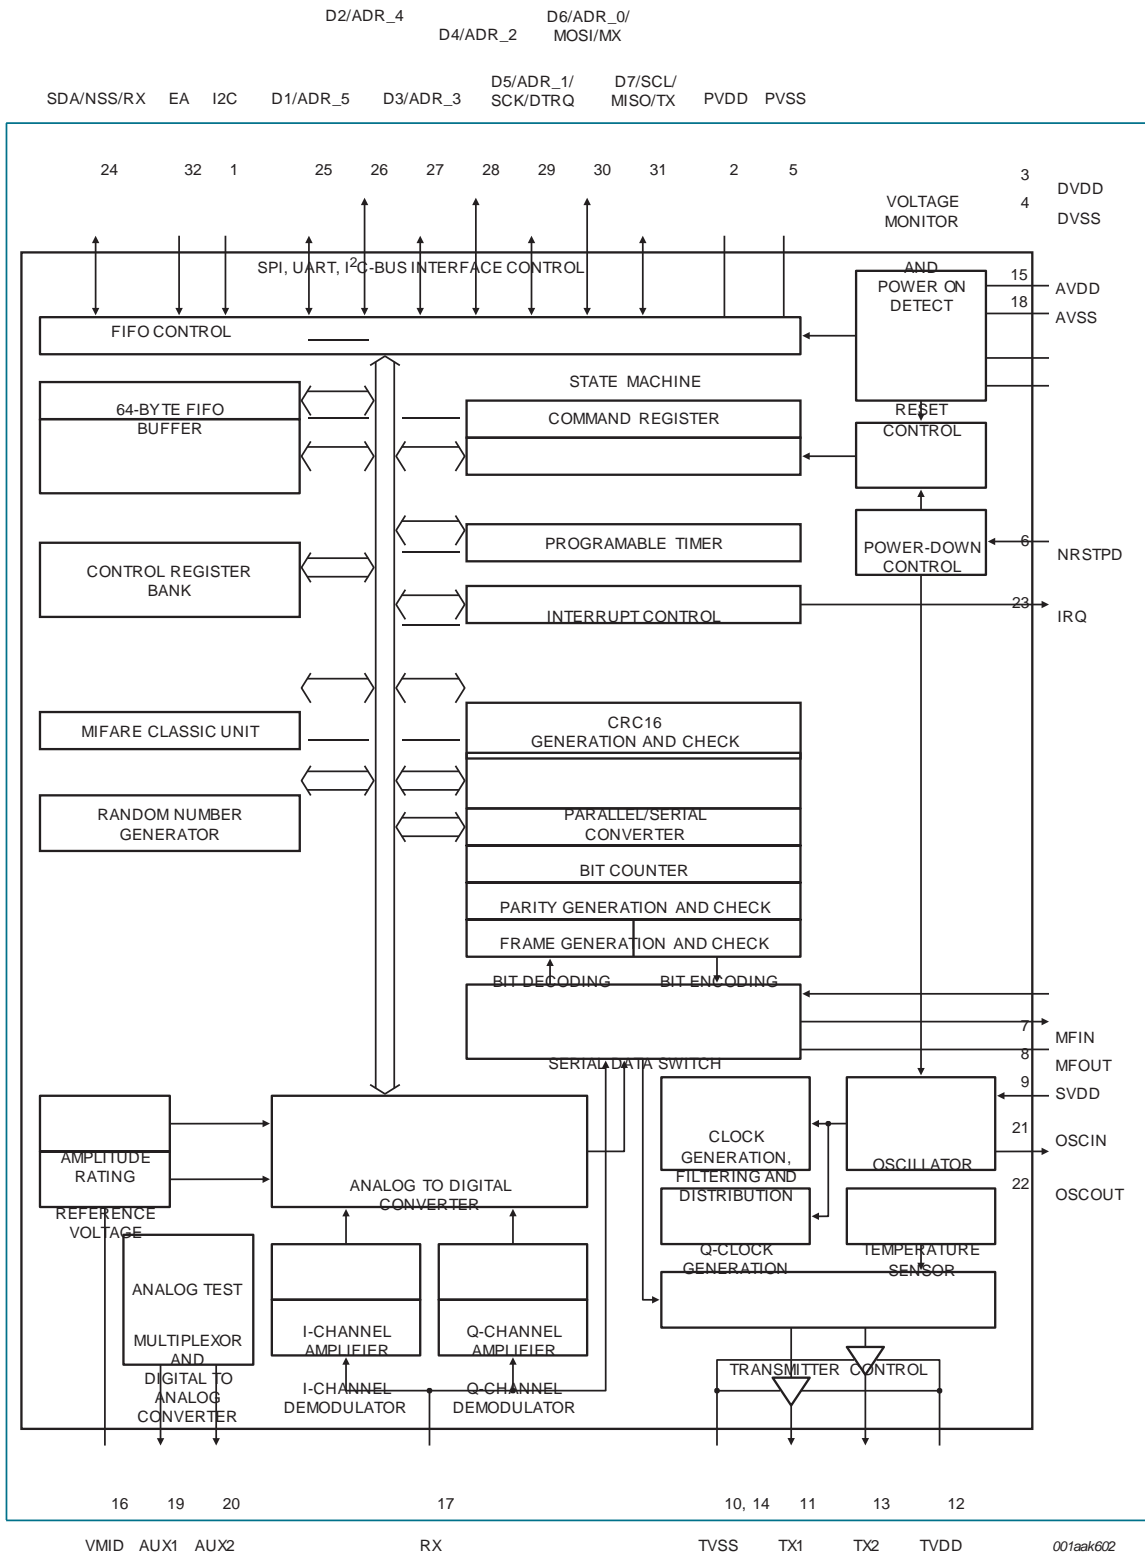 D2/ADR_4
D6/ADR_0/
D4/ADR_2
MOSI/MX
D5/ADR_1/
D7/SCL/
SDA/NSS/RX
EA
I2C
D1/ADR_5
D3/ADR_3
SCK/DTRQ
MISO/TX
PVDD
PVSS
24
32
1
25
26
27
28
29
30
31
2
5
3
DVDD
4
DVSS
VOLTAGE
MONITOR
AND
POWER ON
DETECT
15
AVDD
18
AVSS
SPI, UART, I2C-BUS INTERFACE CONTROL
FIFO CONTROL
STATE MACHINE
64-BYTE FIFO
BUFFER
COMMAND REGISTER
RESET
CONTROL
PROGRAMABLE TIMER
POWER-DOWN
CONTROL
6
NRSTPD
CONTROL REGISTER
BANK
INTERRUPT CONTROL
23
IRQ
MIFARE CLASSIC UNIT
CRC16
GENERATION AND CHECK
RANDOM NUMBER
GENERATOR
PARALLEL/SERIAL
CONVERTER
BIT COUNTER
PARITY GENERATION AND CHECK
FRAME GENERATION AND CHECK
BIT DECODING
BIT ENCODING
7
MFIN
SERIAL DATA SWITCH
8
MFOUT
9
SVDD
21
OSCIN
AMPLITUDE
RATING
ANALOG TO DIGITAL
CONVERTER
CLOCK
GENERATION,
FILTERING AND
DISTRIBUTION
OSCILLATOR
22
OSCOUT
REFERENCE
VOLTAGE
Q-CLOCK
GENERATION
TEMPERATURE
SENSOR
ANALOG TEST
MULTIPLEXOR
AND
DIGITAL TO
ANALOG
CONVERTER
I-CHANNEL
AMPLIFIER
Q-CHANNEL
AMPLIFIER
TRANSMITTER CONTROL
I-CHANNEL
DEMODULATOR
Q-CHANNEL
DEMODULATOR
16
19
20
17
10, 14
11
13
12
VMID
AUX1
AUX2
RX
TVSS
TX1
TX2
TVDD
001aak602